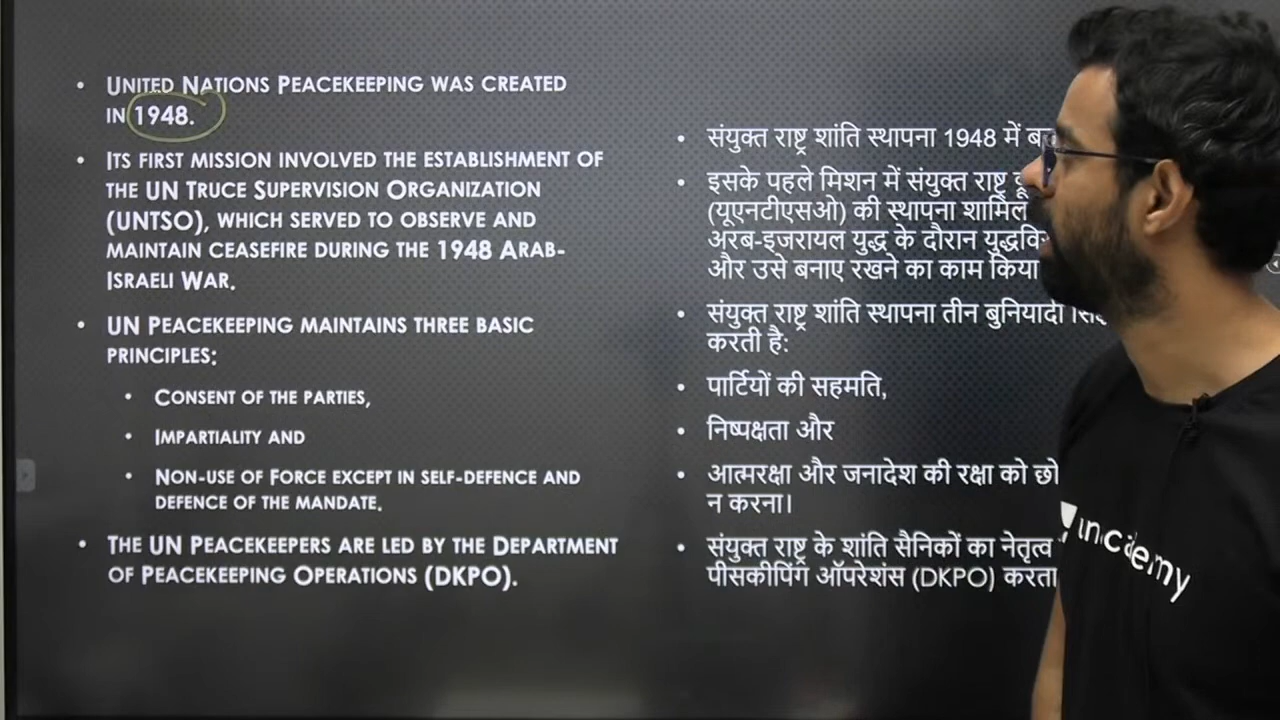 • United Nations Peacekeeping was created
in 1948.
• Its first mission involved the establishment of
the UN Truce Supervision Organization
(UNTSO), which served to observe and
maintain ceasefire during the 1948 Arab-
Israeli War.
• UN Peacekeeping maintains three basic
principles:
• Consent of the parties,
• Impartiality and
• Non-use of Force except in self-defence and
defence of the mandate.
• The UN Peacekeepers are led by the Department
of Peacekeeping Operations (DKPO).
• संयुक्त राष्ट्र शांति स्थापना 1948 में
• इसके पहले मिशन में संयुक्त राष्ट्र
(यूएनटीएसओ) की स्थापना शामिल
अरब-इजरायल युद्ध के दौरान
और उसे बनाए रखने का काम किया
• संयुक्त राष्ट्र शांति स्थापना तीन बुनियादी
करती है:
• पार्टियों की सहमति,
• निष्पक्षता और
• आत्मरक्षा और जनादेश की रक्षा को
न करना।
• संयुक्त राष्ट्र के शांति सैनिकों का नेतृत्व
पीसकीपिंग ऑपरेशंस (DKPO) करता
unacademy